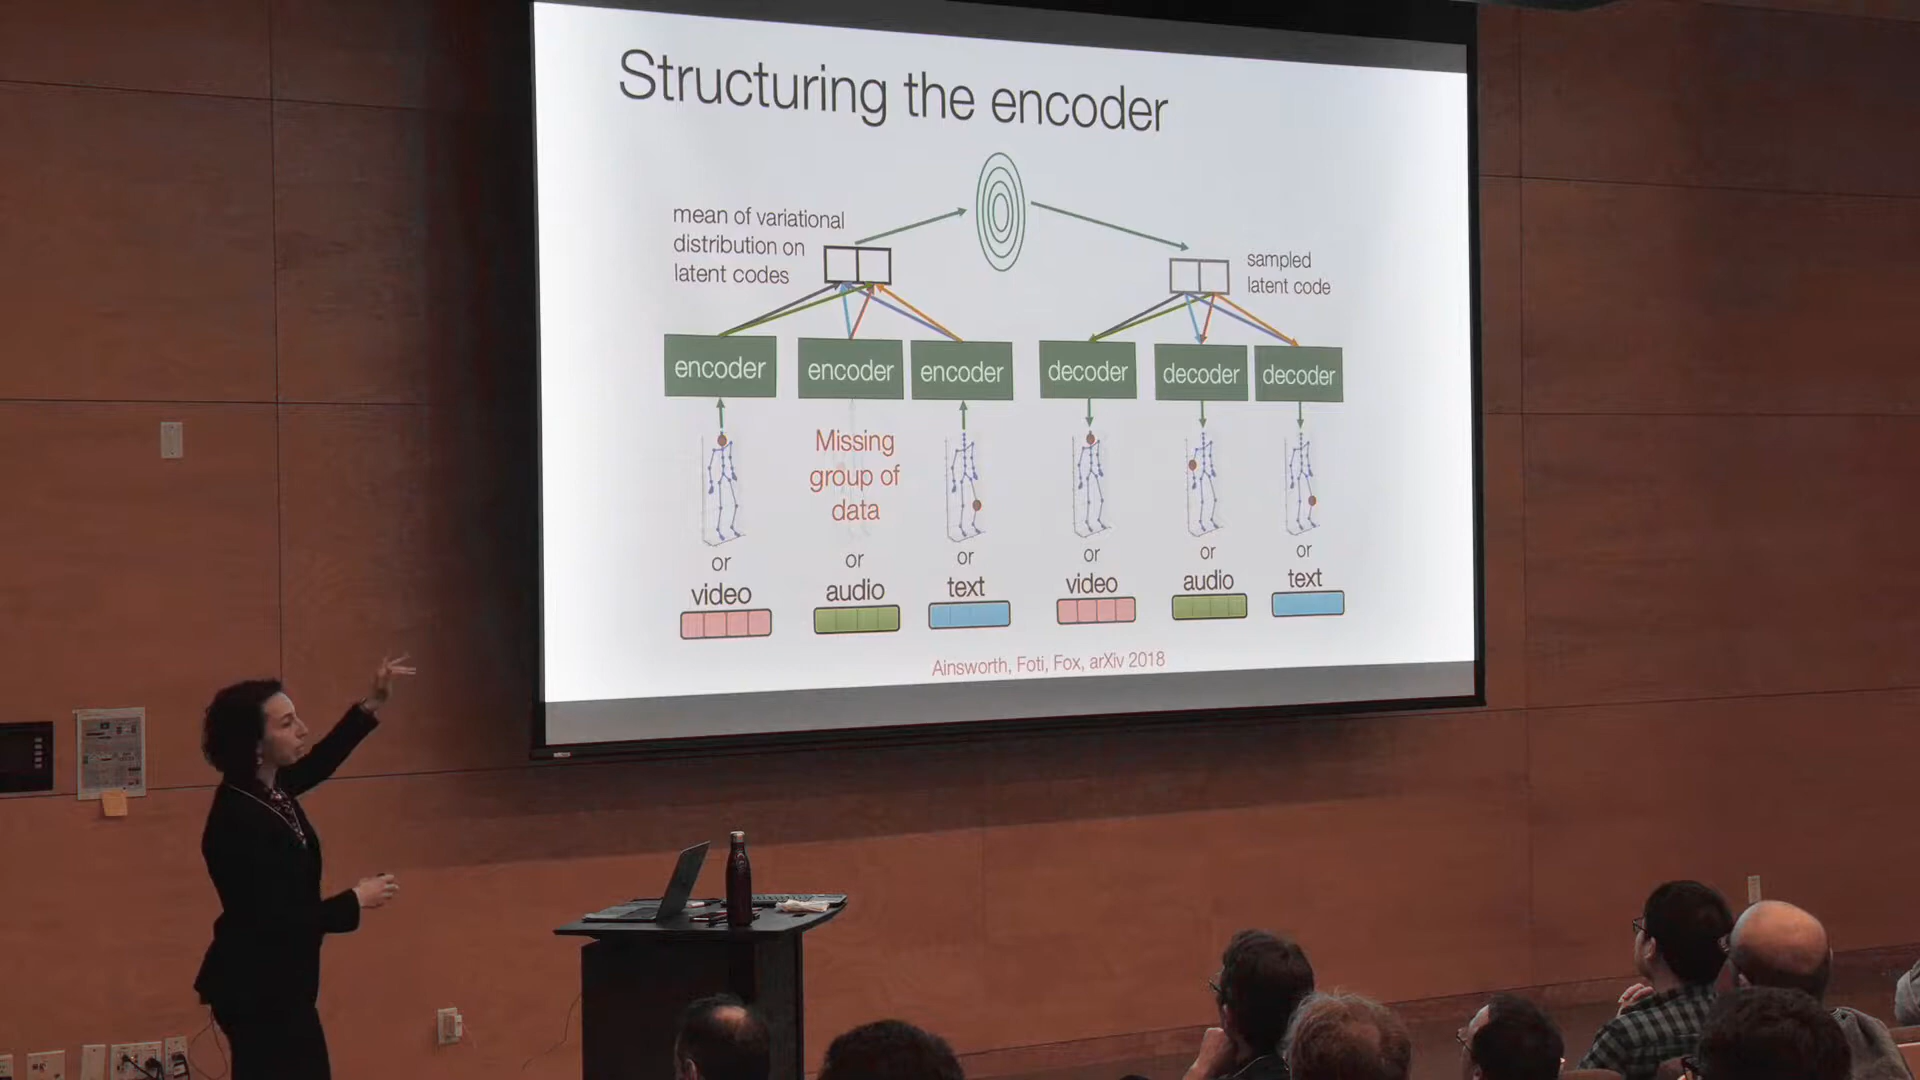 Structuring the encoder
mean of variational
distribution on
latent codes
sampled
latent code
encoder
encoder
encoder
decoder
decoder
decoder
Missing
group of
data
or
or
or
or
or
or
video
audio
text
video
audio
text
Ainsworth, Foti, Fox, arXiv 2018